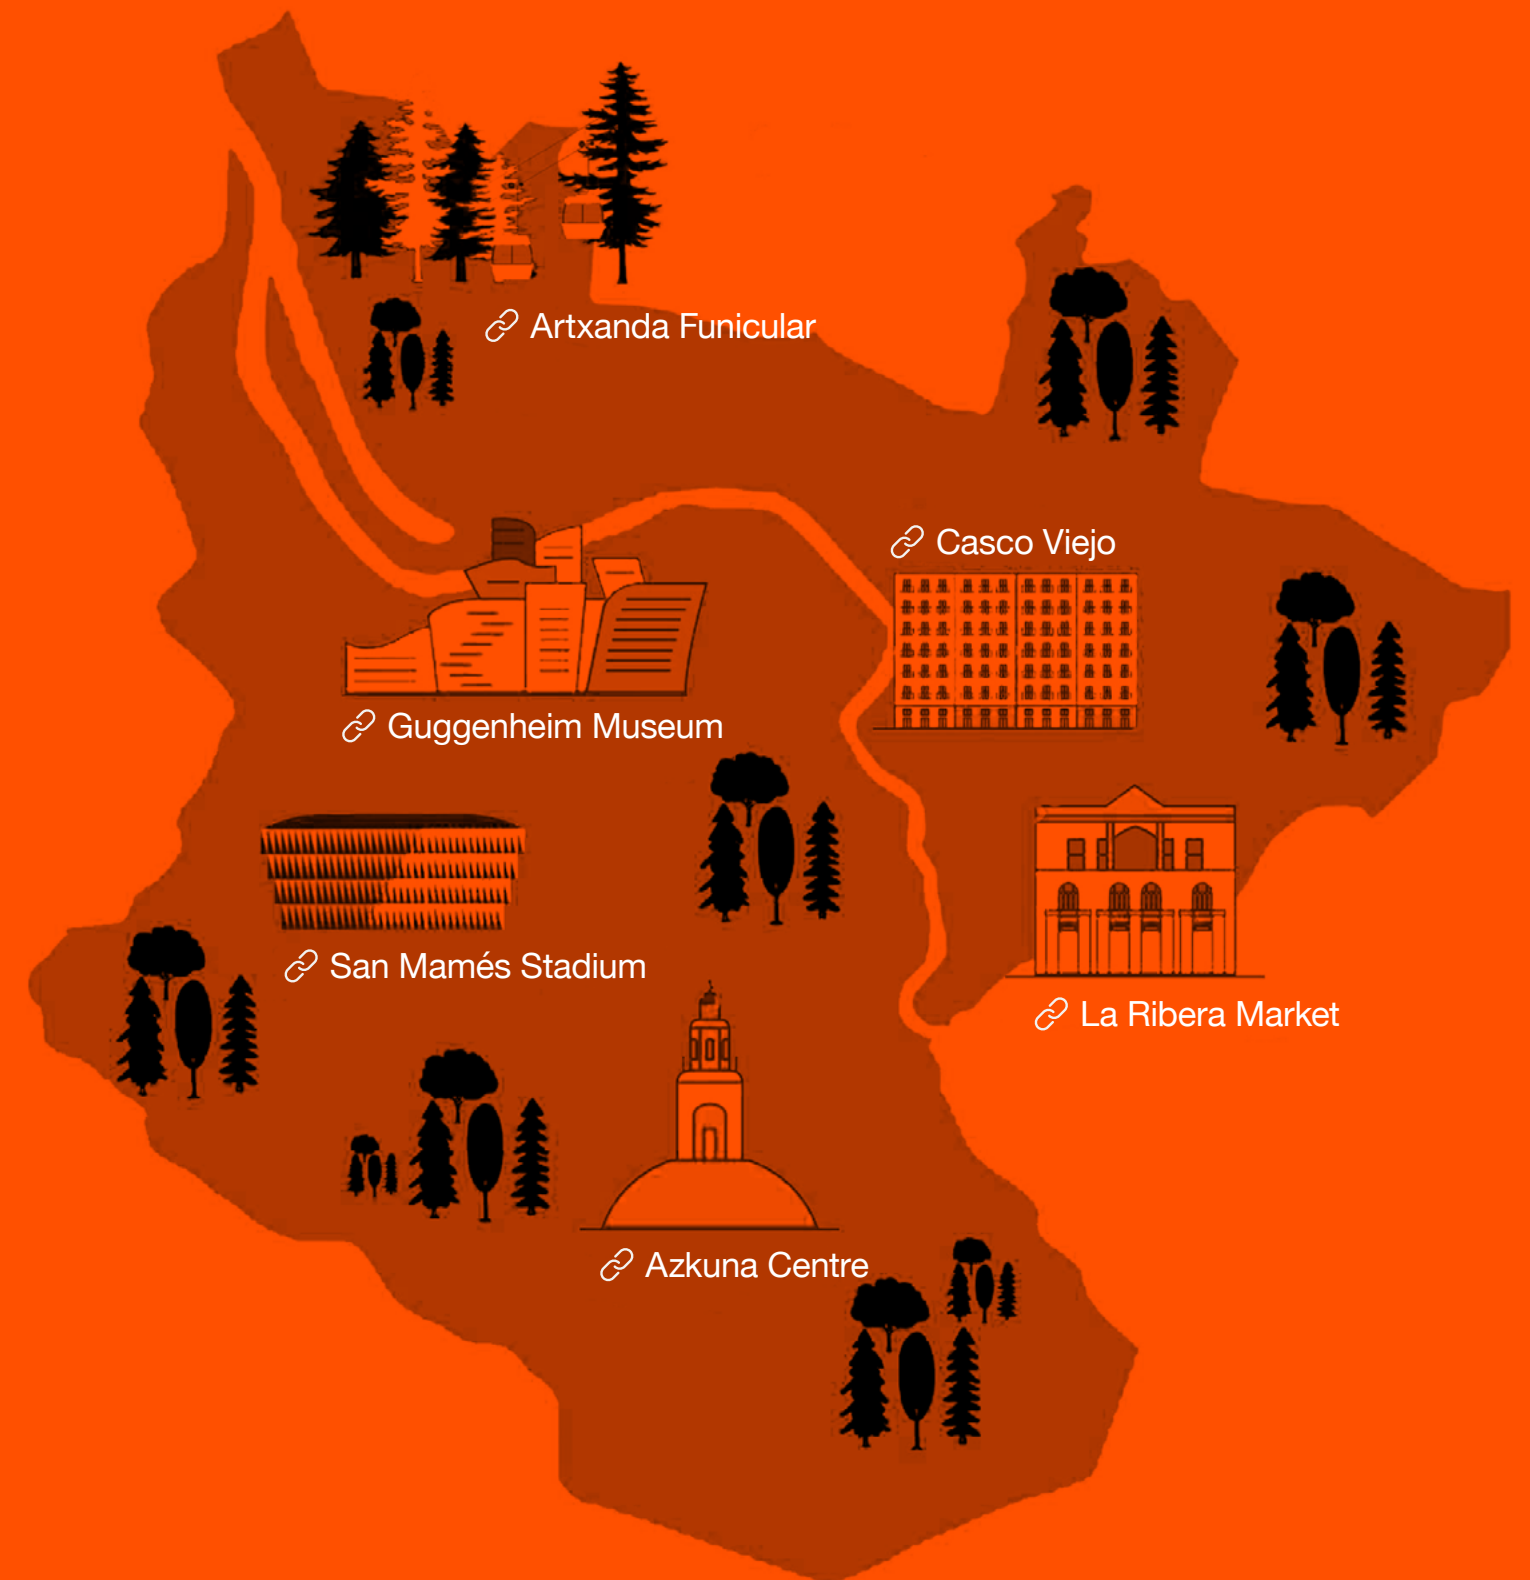 Artxanda Funicular
Casco Viejo
Guggenheim Museum
San Mamés Stadium
La Ribera Market
Azkuna Centre